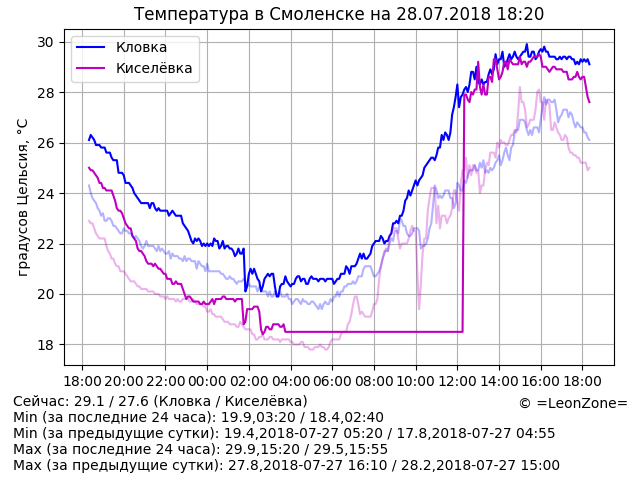 Температура в Смоленске на 28.07.2018 18:20
Кловка
Киселёвка
градусов Цельсия, °C
30
28
26
24
22
20
18
18:00 20:00 22:00 00:00 02:00 04:00 06:00 08:00 10:00 12:00 14:00 16:00 18:00
Сейчас: 29.1 / 27.6 (Кловка / Киселёвка)
© =LeonZone=
Min (за последние 24 часа): 19.9,03:20 / 18.4,02:40
Min (за предыдущие сутки): 19.4,2018-07-27 05:20 / 17.8,2018-07-27 04:55
Max (за последние 24 часа): 29.9,15:20 / 29.5,15:55
Max (за предыдущие сутки): 27.8,2018-07-27 16:10 / 28.2,2018-07-27 15:00